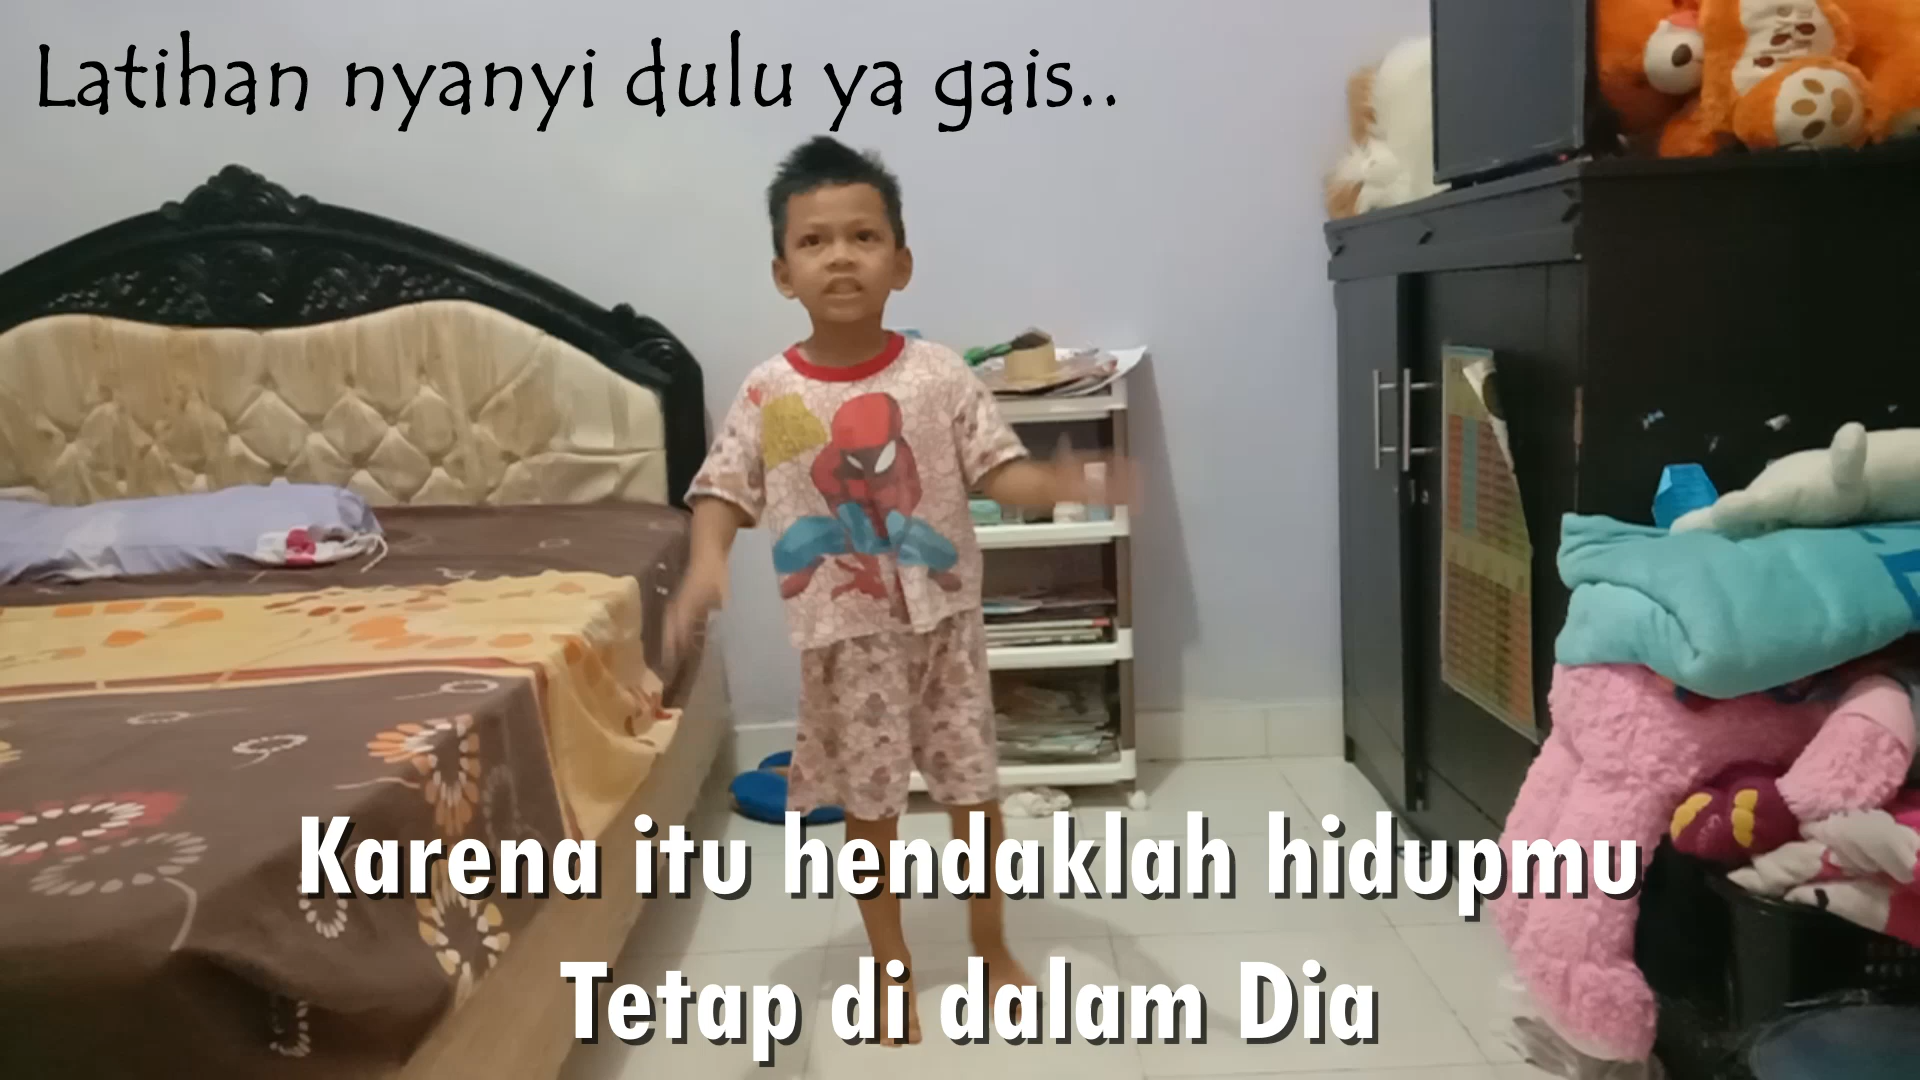 Latihan nyanyi dulu ya gais..
Karena itu hendaklah hidupmu
Tetap di dalam Dia